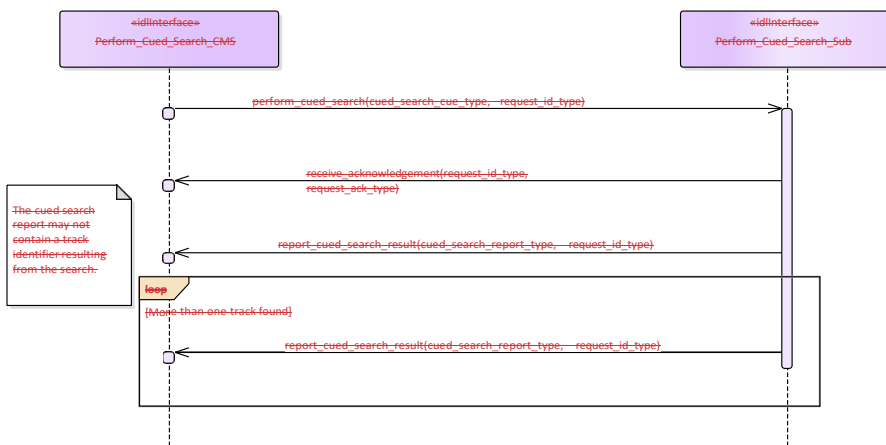 «idlInterface»
Perform_Cued_Search_CMS
«idlInterface»
Perform_Cued_Search_Sub
perform_cued_search(cued_search_cue_type, request_id_type)
receive_acknowledgement(request_id_type,
request_ack_type)
The cued search
report may not
contain a track
identifier resulting
from the search.
report_cued_search_result(cued_search_report_type, request_id_type)
loop
[More than one track found]
report_cued_search_result(cued_search_report_type, request_id_type)